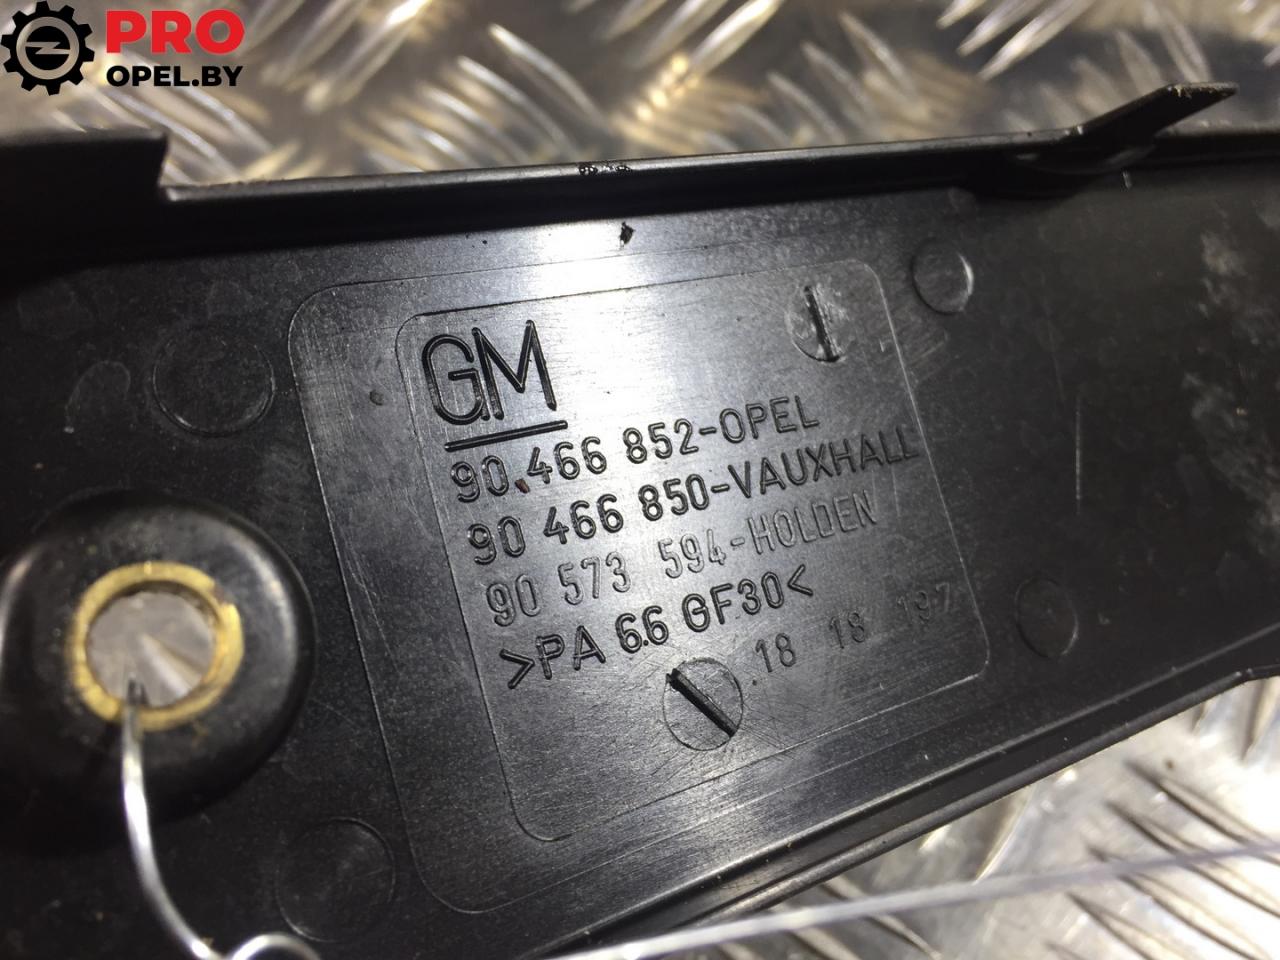 PRO
OPEL.BY
GM
90.466 852-OPEL
90 466 850-VAUXHALL
90 573 594-HOLDEN
>PA 6.6 GF30<
18 18 197